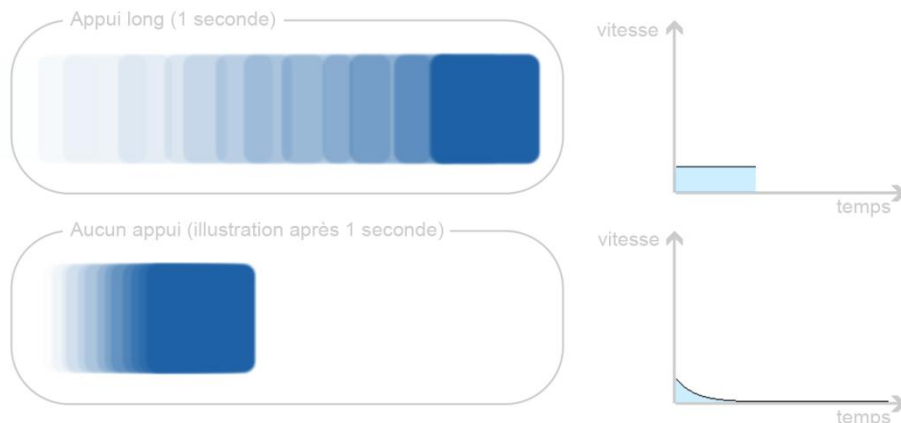 Appui long (1 seconde)
vitesse
temps
Aucun appui (illustration après 1 seconde)
vitesse
temps